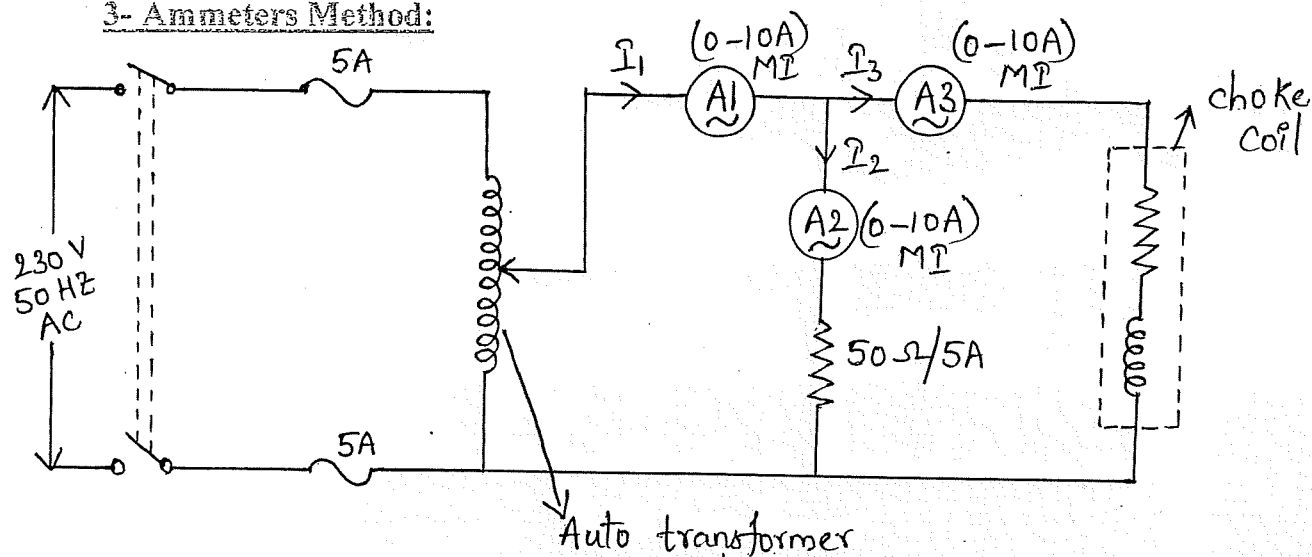 3- Ammeters Method:
5A
I1
(0-10A)
MI
A1
I3
(0-10A)
MI
A3
choke
coil
I2
A2
(0-10A)
MI
230 V
50 HZ
AC
50 Ω/5A
5A
Auto transformer